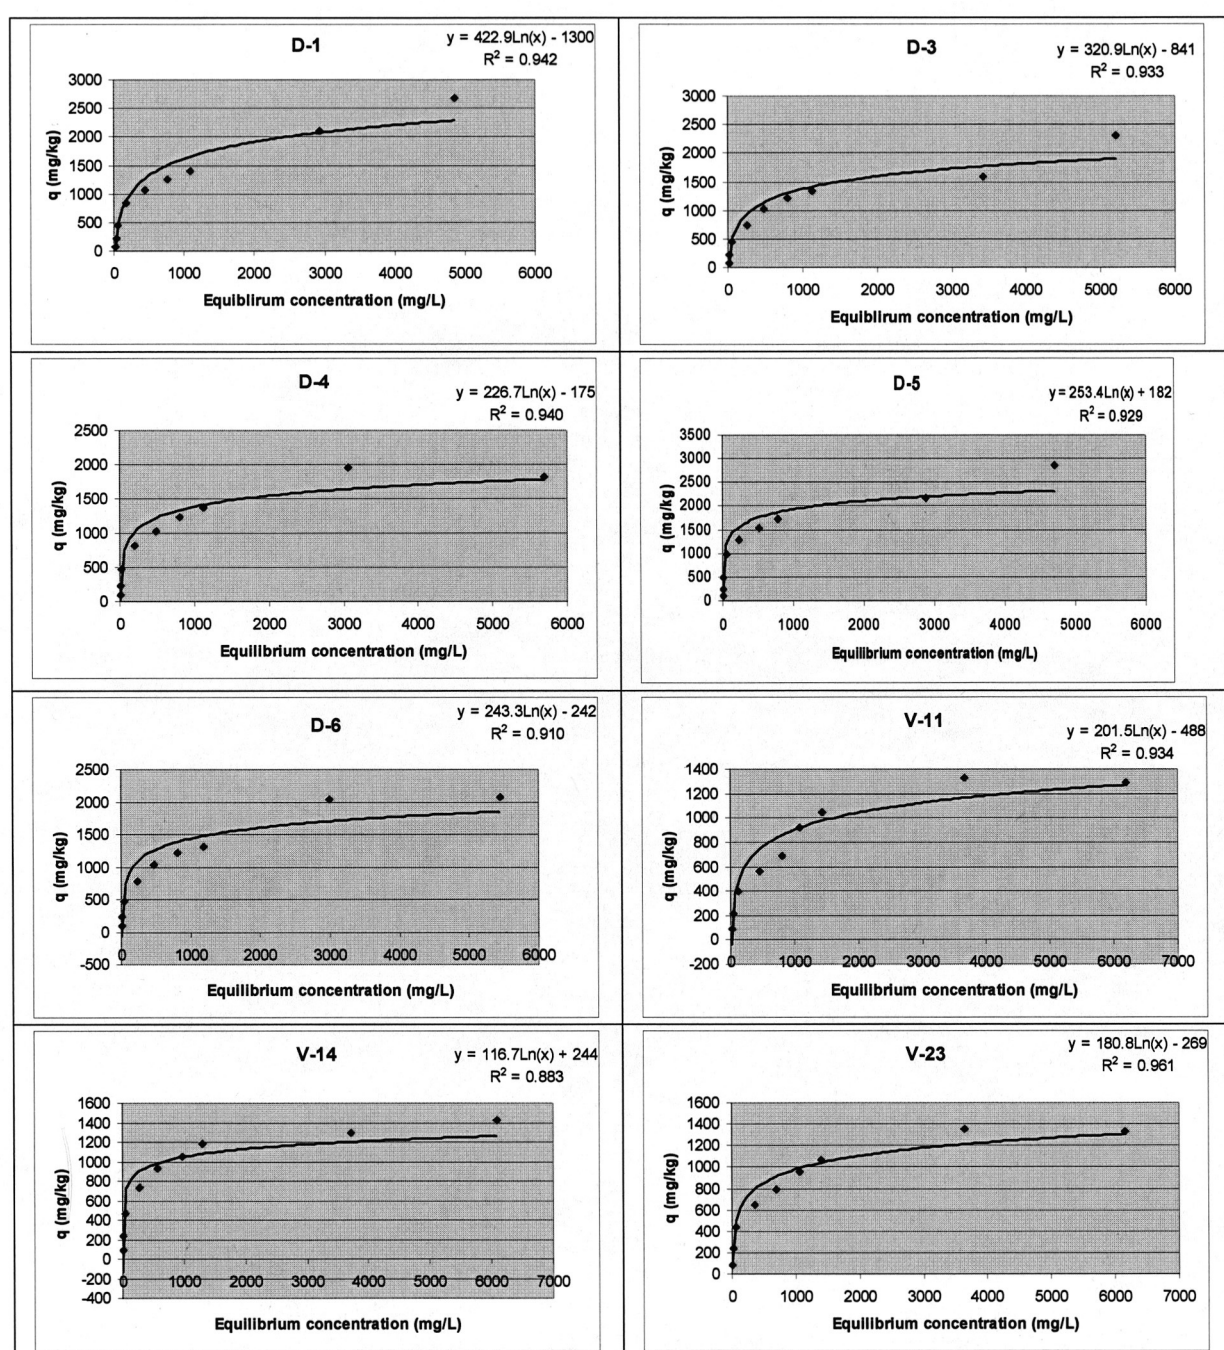 D-1
y = 422.9Ln(x) - 1300
R² = 0.942
3000
2500
2000
1500
1000
500
0
q (mg/kg)
0 1000 2000 3000 4000 5000 6000
Equiblirum concentration (mg/L)
D-3
y = 320.9Ln(x) - 841
R² = 0.933
3000
2500
2000
1500
1000
500
0
q (mg/kg)
0 1000 2000 3000 4000 5000 6000
Equiblirum concentration (mg/L)
D-4
y = 226.7Ln(x) - 175
R² = 0.940
2500
2000
1500
1000
500
0
q (mg/kg)
0 1000 2000 3000 4000 5000 6000
Equilibrium concentration (mg/L)
D-5
y = 253.4Ln(x) + 182
R² = 0.929
3500
3000
2500
2000
1500
1000
500
0
q (mg/kg)
0 1000 2000 3000 4000 5000 6000
Equilibrium concentration (mg/L)
D-6
y = 243.3Ln(x) - 242
R² = 0.910
2500
2000
1500
1000
500
0
-500
q (mg/kg)
0 1000 2000 3000 4000 5000 6000
Equilibrium concentration (mg/L)
V-11
y = 201.5Ln(x) - 488
R² = 0.934
1400
1200
1000
800
600
400
200
0
-200
q (mg/kg)
0 1000 2000 3000 4000 5000 6000 7000
Equilibrium concentration (mg/L)
V-14
y = 116.7Ln(x) + 244
R² = 0.883
1600
1400
1200
1000
800
600
400
200
0
-200
-400
q (mg/kg)
0 1000 2000 3000 4000 5000 6000 7000
Equilibrium concentration (mg/L)
V-23
y = 180.8Ln(x) - 269
R² = 0.961
1600
1400
1200
1000
800
600
400
200
0
q (mg/kg)
0 1000 2000 3000 4000 5000 6000 7000
Equilibrium concentration (mg/L)